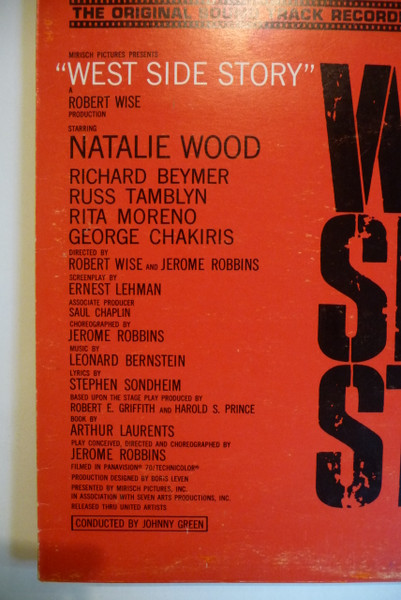 THE ORIGINAL SOUND TRACK RECORD
MIRISCH PICTURES PRESENTS
"WEST SIDE STORY"
A
ROBERT WISE
PRODUCTION
STARRING
NATALIE WOOD
RICHARD BEYMER
RUSS TAMBLYN
RITA MORENO
GEORGE CHAKIRIS
DIRECTED BY
ROBERT WISE AND JEROME ROBBINS
SCREENPLAY BY
ERNEST LEHMAN
ASSOCIATE PRODUCER
SAUL CHAPLIN
CHOREOGRAPHED BY
JEROME ROBBINS
MUSIC BY
LEONARD BERNSTEIN
LYRICS BY
STEPHEN SONDHEIM
BASED UPON THE STAGE PLAY PRODUCED BY
ROBERT E. GRIFFITH AND HAROLD S. PRINCE
BOOK BY
ARTHUR LAURENTS
PLAY CONCEIVED, DIRECTED AND CHOREOGRAPHED BY
JEROME ROBBINS
FILMED IN PANAVISION® 70/TECHNICOLOR®
PRODUCTION DESIGNED BY BORIS LEVEN
PRESENTED BY MIRISCH PICTURES, INC.
IN ASSOCIATION WITH SEVEN ARTS PRODUCTIONS, INC.
RELEASED THRU UNITED ARTISTS
CONDUCTED BY JOHNNY GREEN
W
S
ST